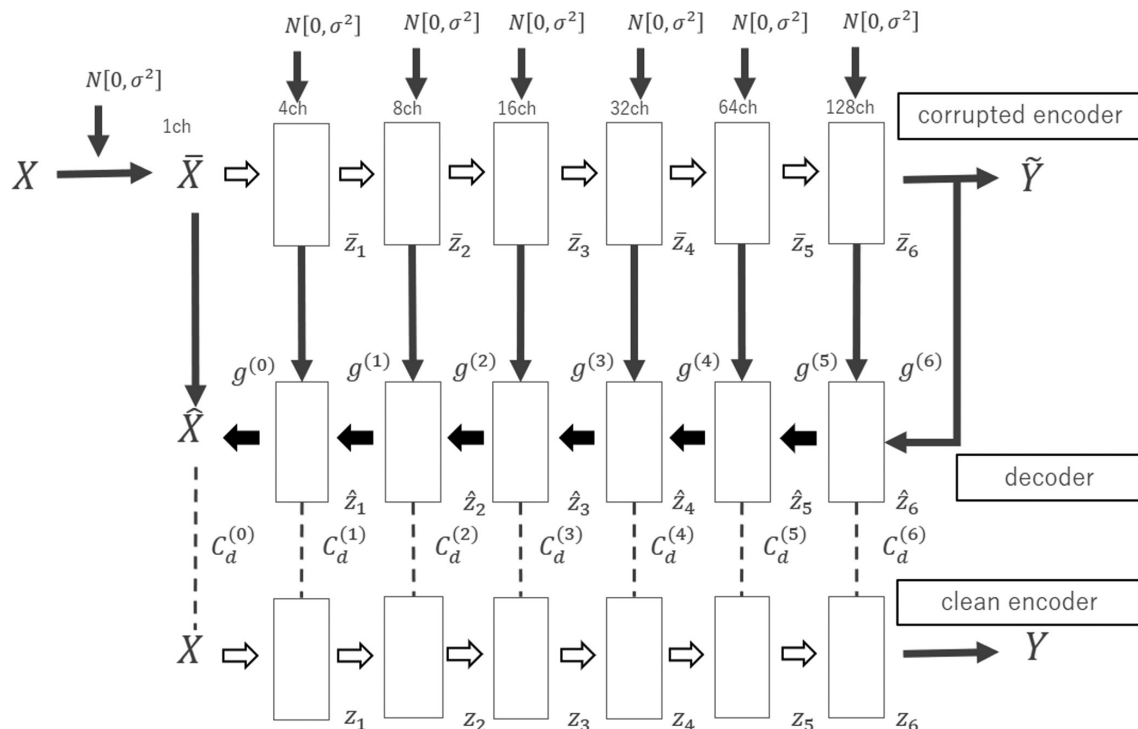 N[0, σ²] N[0, σ²] N[0, σ²] N[0, σ²] N[0, σ²] N[0, σ²]
N[0, σ²]
4ch 8ch 16ch 32ch 64ch 128ch
1ch
corrupted encoder
X X̄ Ỹ
z̄₁ z̄₂ z̄₃ z̄₄ z̄₅ z̄₆
g⁽⁰⁾ g⁽¹⁾ g⁽²⁾ g⁽³⁾ g⁽⁴⁾ g⁽⁵⁾ g⁽⁶⁾
X̂
decoder
ẑ₁ ẑ₂ ẑ₃ ẑ₄ ẑ₅ ẑ₆
C_d⁽⁰⁾ C_d⁽¹⁾ C_d⁽²⁾ C_d⁽³⁾ C_d⁽⁴⁾ C_d⁽⁵⁾ C_d⁽⁶⁾
clean encoder
X Y
z₁ z₂ z₃ z₄ z₅ z₆